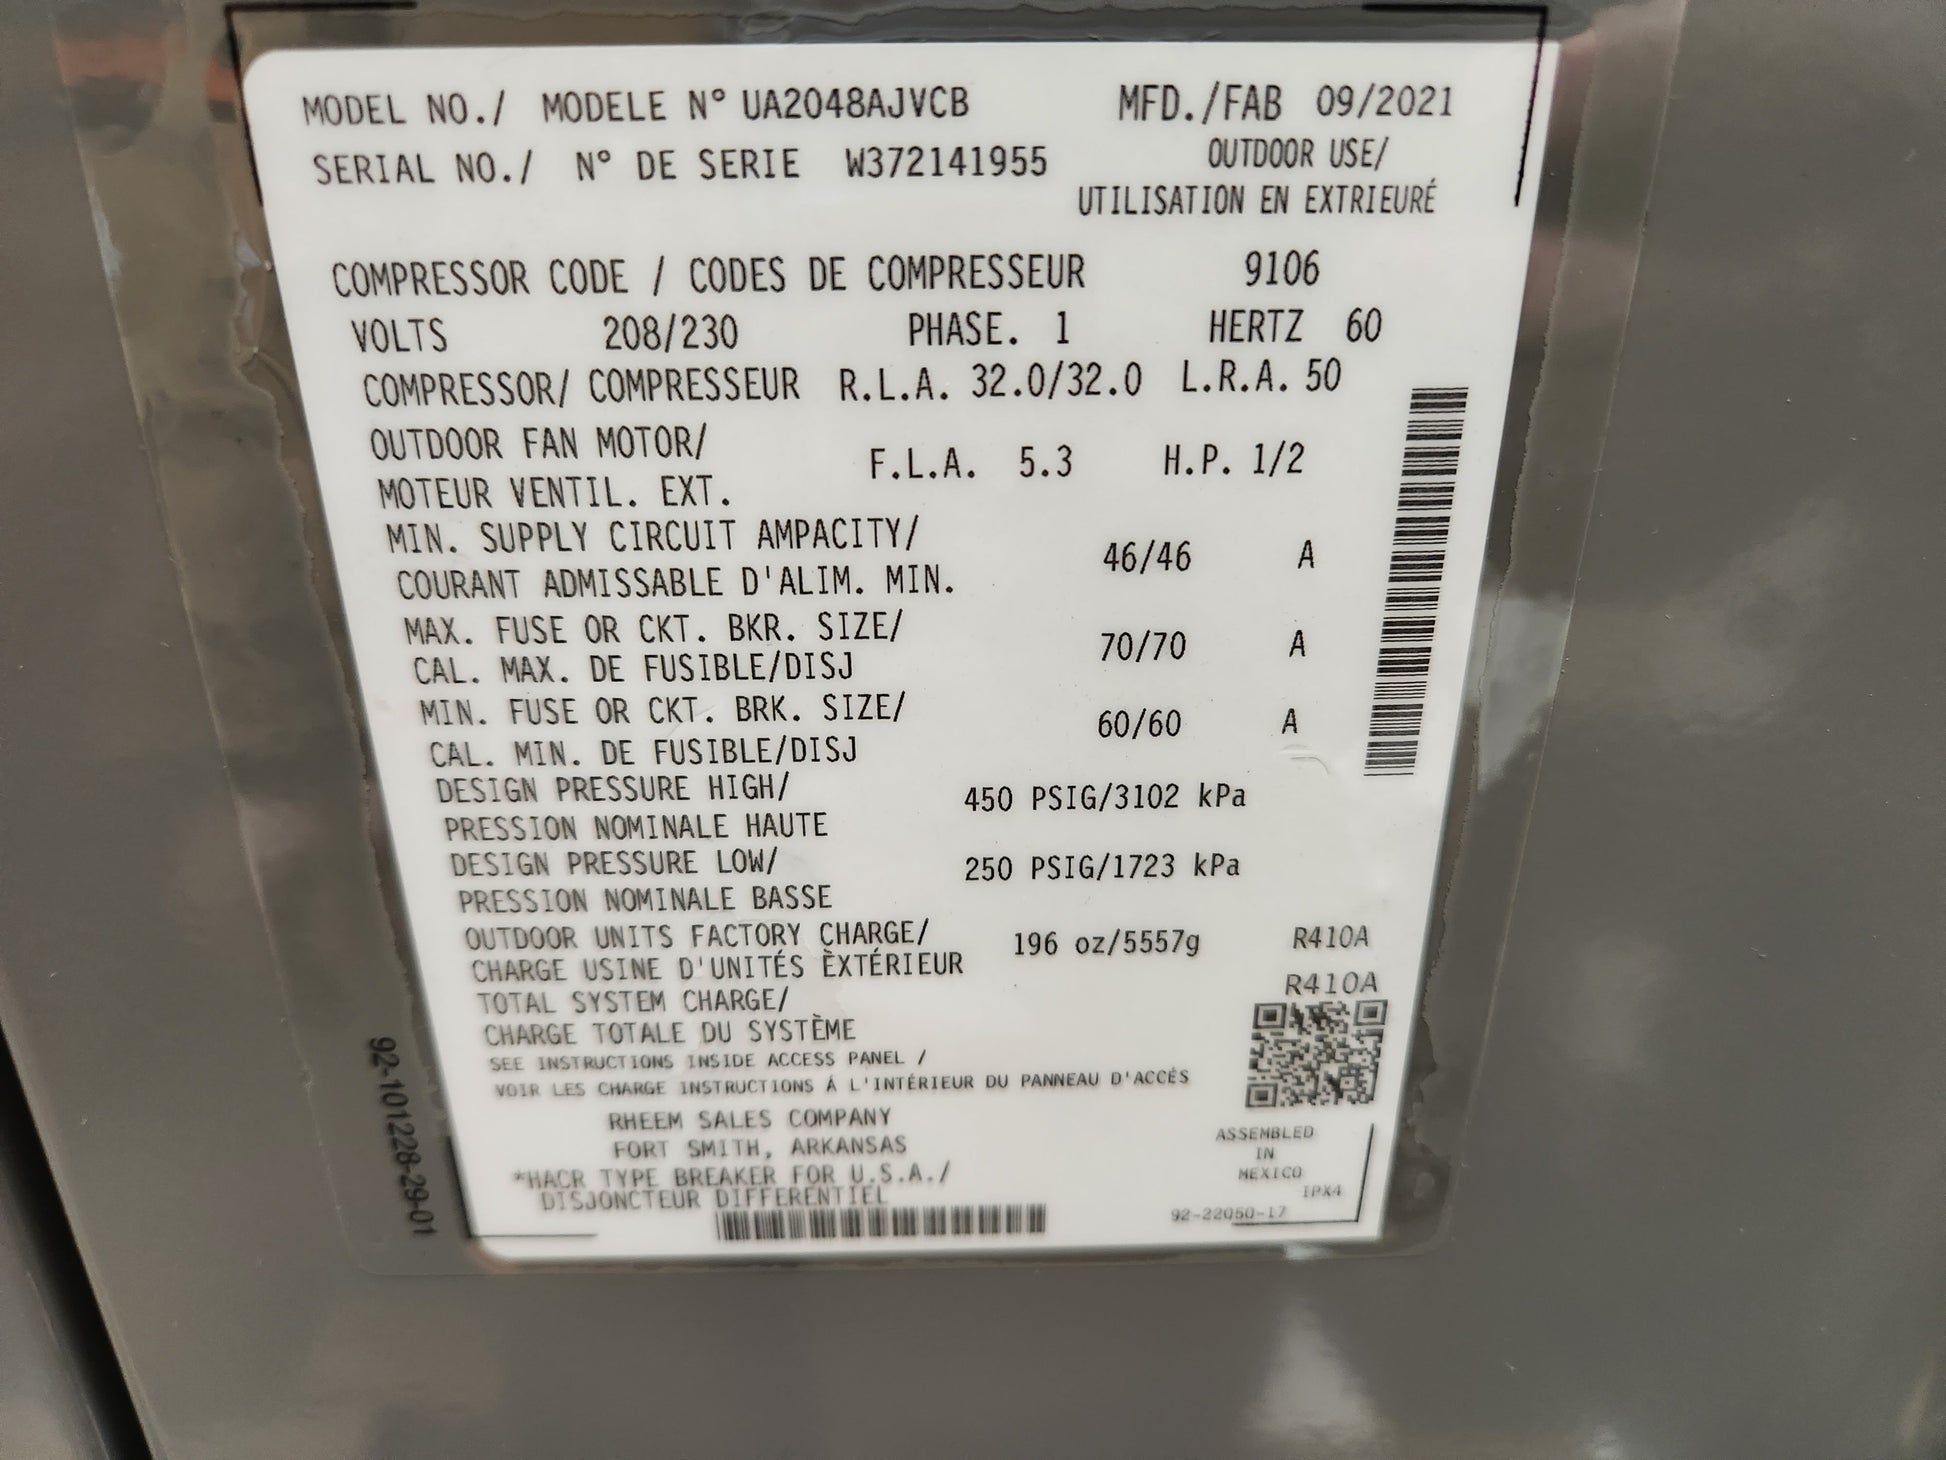 MODEL NO./ MODELE N° UA2048AJVCB MFD./FAB 09/2021
SERIAL NO./ N° DE SERIE W372141955 OUTDOOR USE/
UTILISATION EN EXTRIEURÉ
COMPRESSOR CODE / CODES DE COMPRESSEUR 9106
VOLTS 208/230 PHASE. 1 HERTZ 60
COMPRESSOR/ COMPRESSEUR R.L.A. 32.0/32.0 L.R.A. 50
OUTDOOR FAN MOTOR/
MOTEUR VENTIL. EXT. F.L.A. 5.3 H.P. 1/2
MIN. SUPPLY CIRCUIT AMPACITY/
COURANT ADMISSABLE D'ALIM. MIN. 46/46 A
MAX. FUSE OR CKT. BKR. SIZE/
CAL. MAX. DE FUSIBLE/DISJ 70/70 A
MIN. FUSE OR CKT. BRK. SIZE/
CAL. MIN. DE FUSIBLE/DISJ 60/60 A
DESIGN PRESSURE HIGH/
PRESSION NOMINALE HAUTE 450 PSIG/3102 kPa
DESIGN PRESSURE LOW/
PRESSION NOMINALE BASSE 250 PSIG/1723 kPa
OUTDOOR UNITS FACTORY CHARGE/ 196 oz/5557g R410A
CHARGE USINE D'UNITÉS ÈXTÉRIEUR
TOTAL SYSTEM CHARGE/ R410A
CHARGE TOTALE DU SYSTÈME
SEE INSTRUCTIONS INSIDE ACCESS PANEL /
VOIR LES CHARGE INSTRUCTIONS Á L'INTÉRIEUR DU PANNEAU D'ACCÉS
RHEEM SALES COMPANY
FORT SMITH, ARKANSAS
*HACR TYPE BREAKER FOR U.S.A./
DISJONCTEUR DIFFERENTIEL
ASSEMBLED
IN
MEXICO
IPX4
92-22050-17
92-101228-29-01